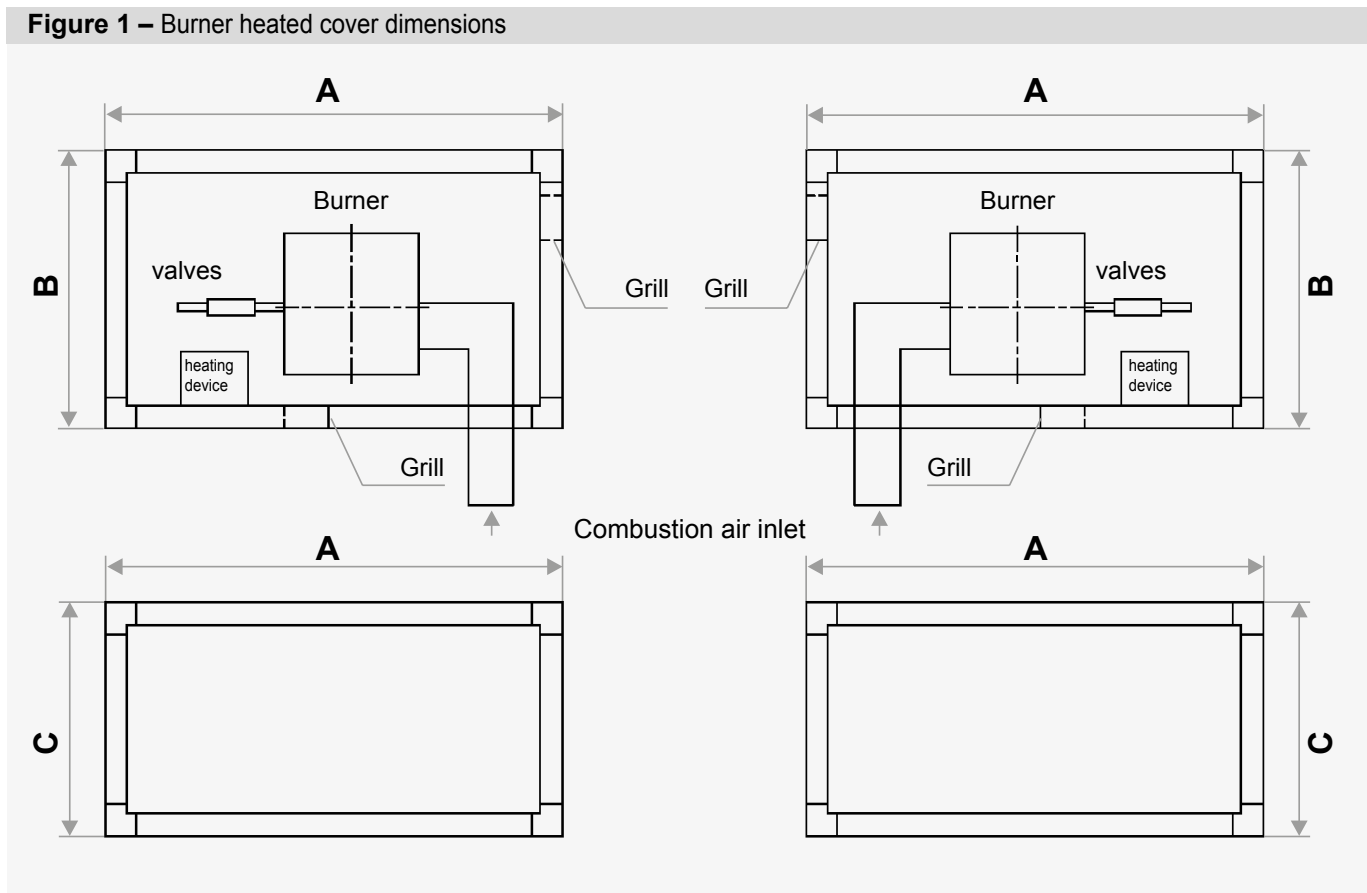 Figure 1 – Burner heated cover dimensions
A
A
Burner
Burner
valves
valves
B
Grill
Grill
B
heating
device
heating
device
Grill
Grill
Combustion air inlet
A
A
C
C